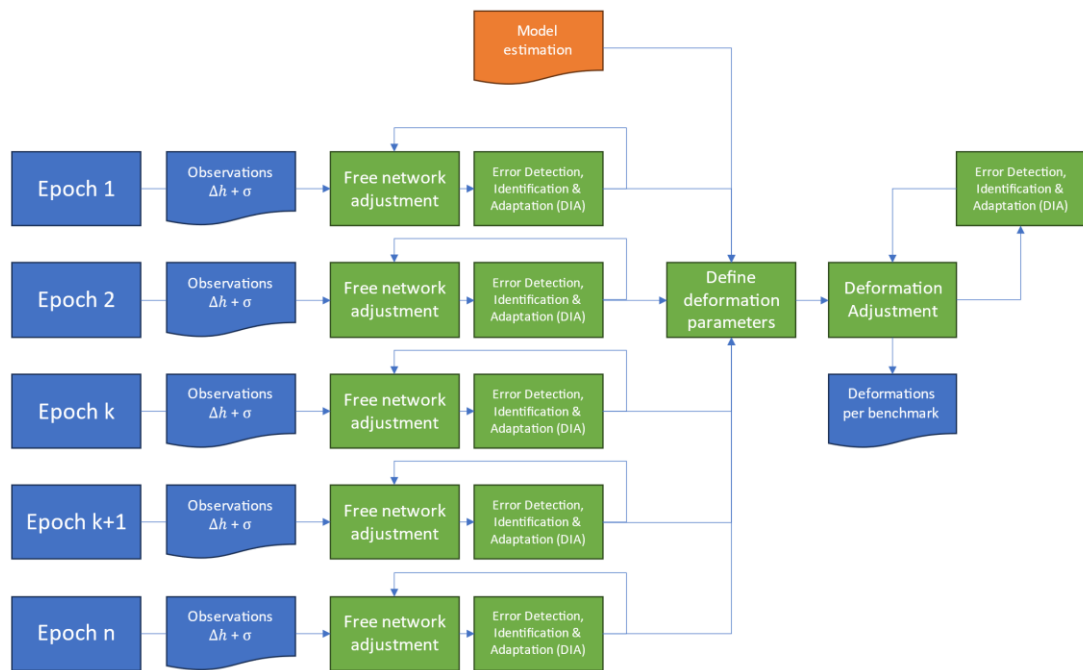 Model
estimation
Epoch 1
Observations
Δh + σ
Free network
adjustment
Error Detection,
Identification &
Adaptation (DIA)
Error Detection,
Identification &
Adaptation (DIA)
Epoch 2
Observations
Δh + σ
Free network
adjustment
Error Detection,
Identification &
Adaptation (DIA)
Define
deformation
parameters
Deformation
Adjustment
Epoch k
Observations
Δh + σ
Free network
adjustment
Error Detection,
Identification &
Adaptation (DIA)
Deformations
per benchmark
Epoch k+1
Observations
Δh + σ
Free network
adjustment
Error Detection,
Identification &
Adaptation (DIA)
Epoch n
Observations
Δh + σ
Free network
adjustment
Error Detection,
Identification &
Adaptation (DIA)